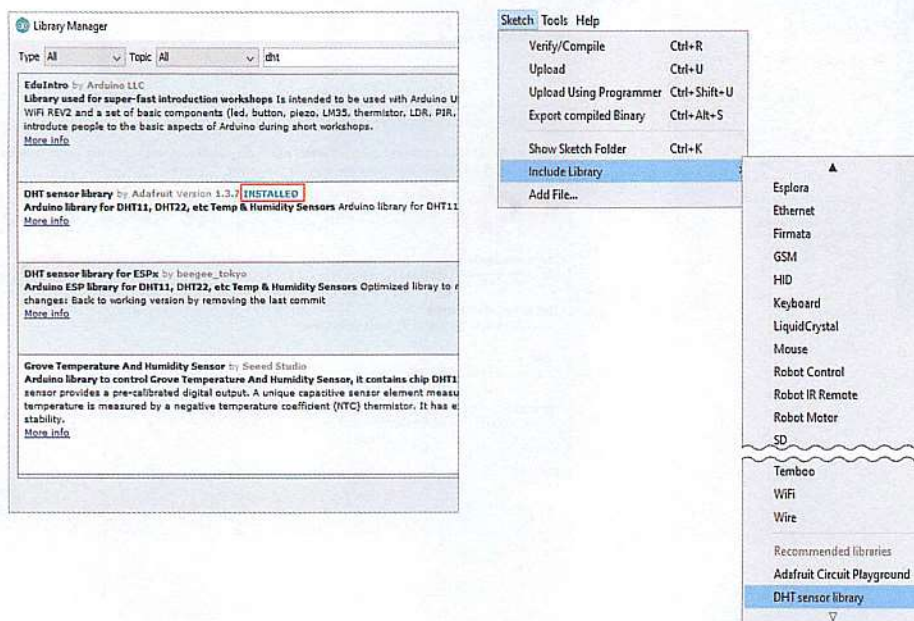 Library Manager
Type All Topic All dht
EduIntro by Arduino LLC
Library used for super-fast introduction workshops Is intended to be used with Arduino U
WiFi REV2 and a set of basic components (led, button, piezo, LM35, thermistor, LDR, PIR,
introduce people to the basic aspects of Arduino during short workshops.
More info
DHT sensor library by Adafruit Version 1.3.7 INSTALLED
Arduino library for DHT11, DHT22, etc Temp & Humidity Sensors Arduino library for DHT11
More info
DHT sensor library for ESPx by beegee_tokyo
Arduino ESP library for DHT11, DHT22, etc Temp & Humidity Sensors Optimized libray to r
changes: Back to working version by removing the last commit
More info
Grove Temperature And Humidity Sensor by Seeed Studio
Arduino library to control Grove Temperature And Humidity Sensor, it contains chip DHT1
sensor provides a pre-calibrated digital output. A unique capacitive sensor element measu
temperature is measured by a negative temperature coefficient (NTC) thermistor. It has e
stability.
More info
Sketch Tools Help
Verify/Compile Ctrl+R
Upload Ctrl+U
Upload Using Programmer Ctrl+Shift+U
Export compiled Binary Ctrl+Alt+S
Show Sketch Folder Ctrl+K
Include Library
Add File...
Esplora
Ethernet
Firmata
GSM
HID
Keyboard
LiquidCrystal
Mouse
Robot Control
Robot IR Remote
Robot Motor
SD
Temboo
WiFi
Wire
Recommended libraries
Adafruit Circuit Playground
DHT sensor library